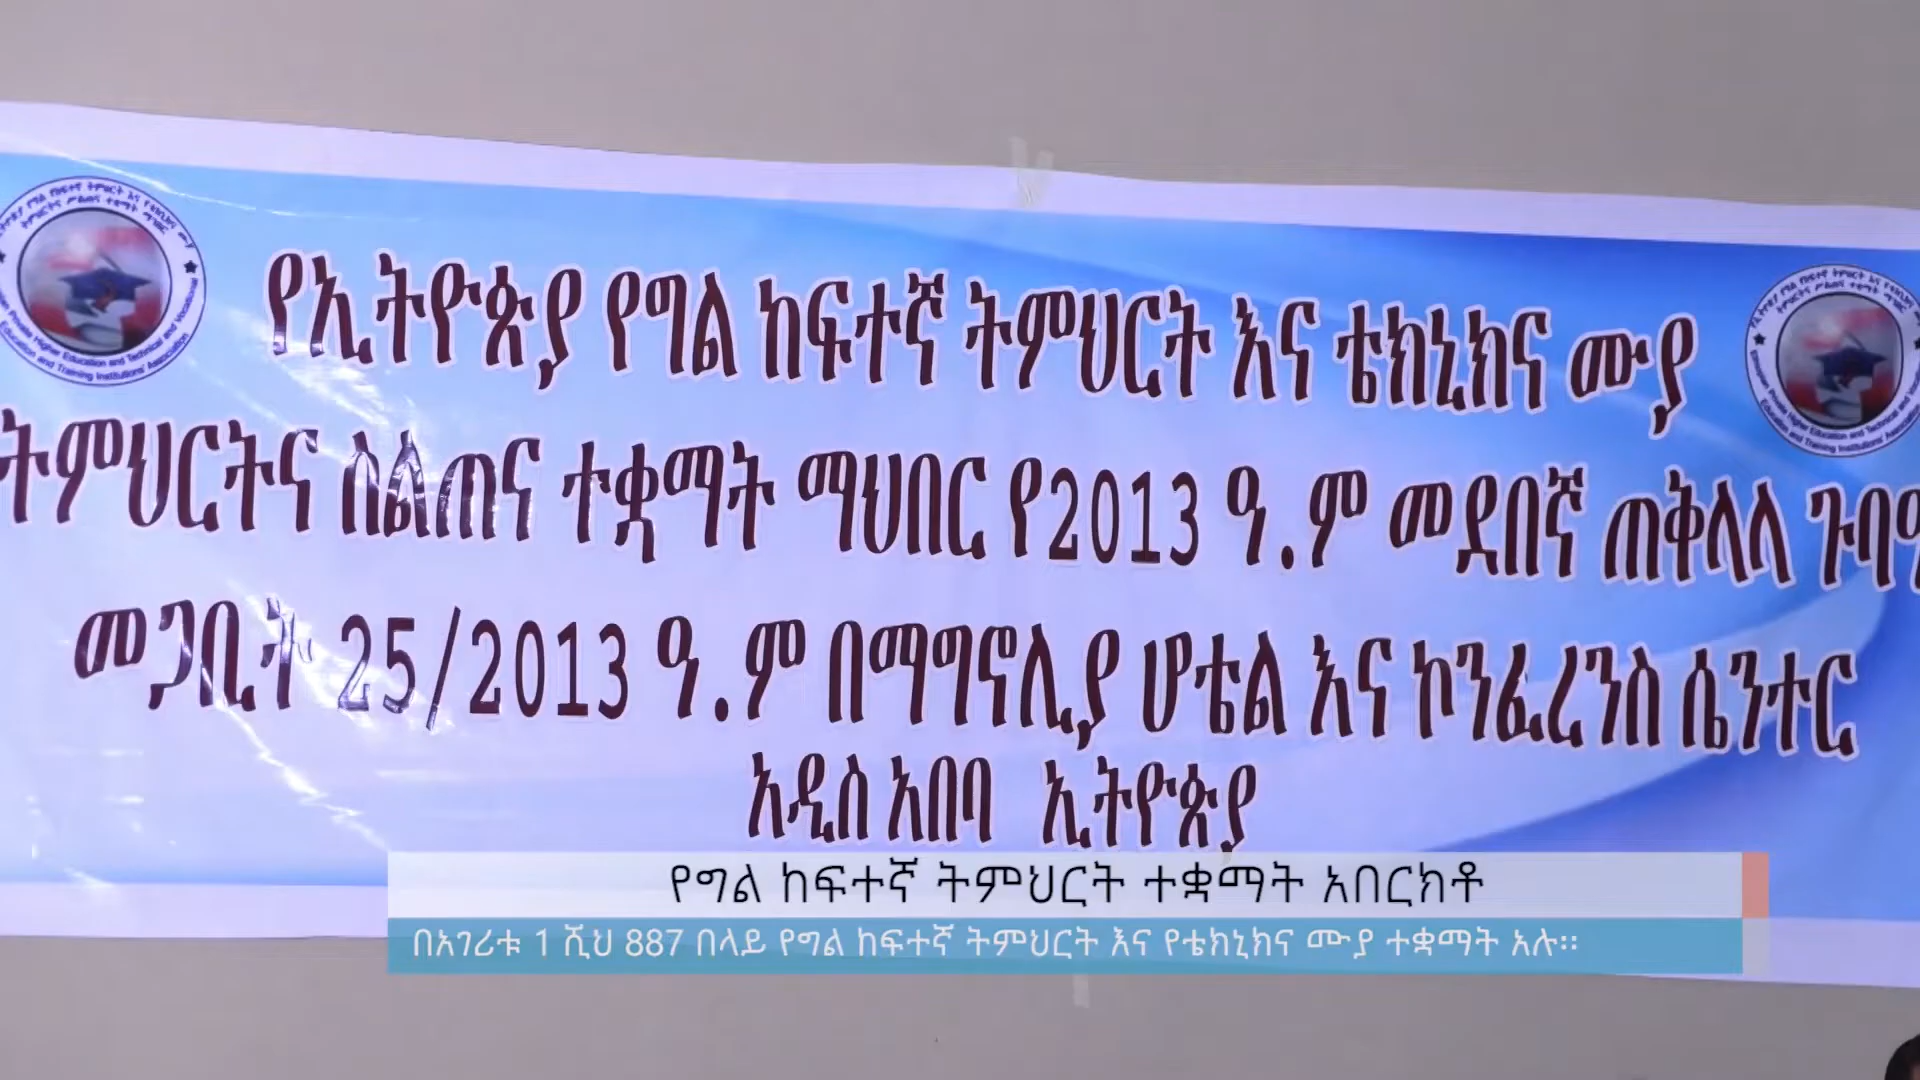 የኢትዮጵያ የግል ከፍተኛ ትምህርት እና ቴክኒክና ሙያ
ትምህርትና ስልጠና ተቋማት ማህበር የ2013 ዓ.ም መደበኛ ጠቅላላ
መጋቢት 25/2013 ዓ.ም በማግኖሊያ ሆቴል እና ኮንፈረንስ ሴንተር
አዲስ አበባ ኢትዮጵያ
የግል ከፍተኛ ትምህርት ተቋማት አበርክቶ
በአገሪቱ 1 ሺህ 887 በላይ የግል ከፍተኛ ትምህርት እና የቴክኒክና ሙያ ተቋማት አሉ፡፡